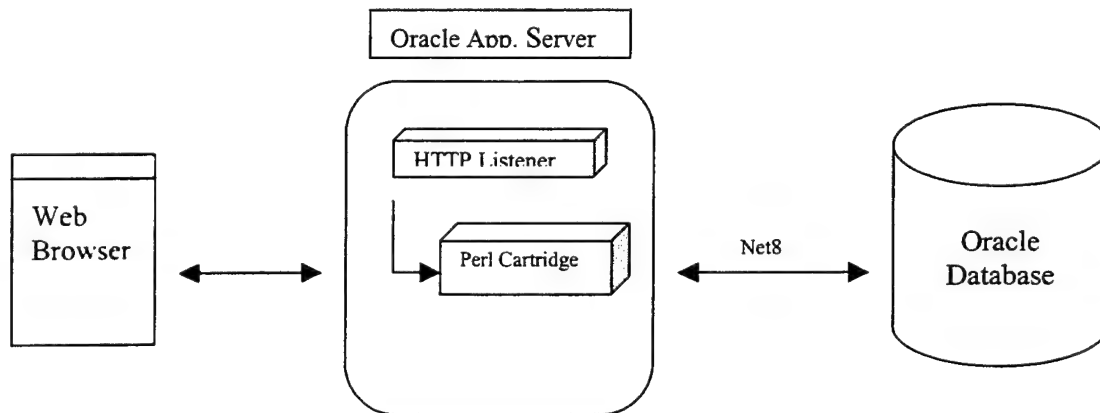 Oracle App. Server
HTTP Listener
Web
Browser
Perl Cartridge
Net8
Oracle
Database